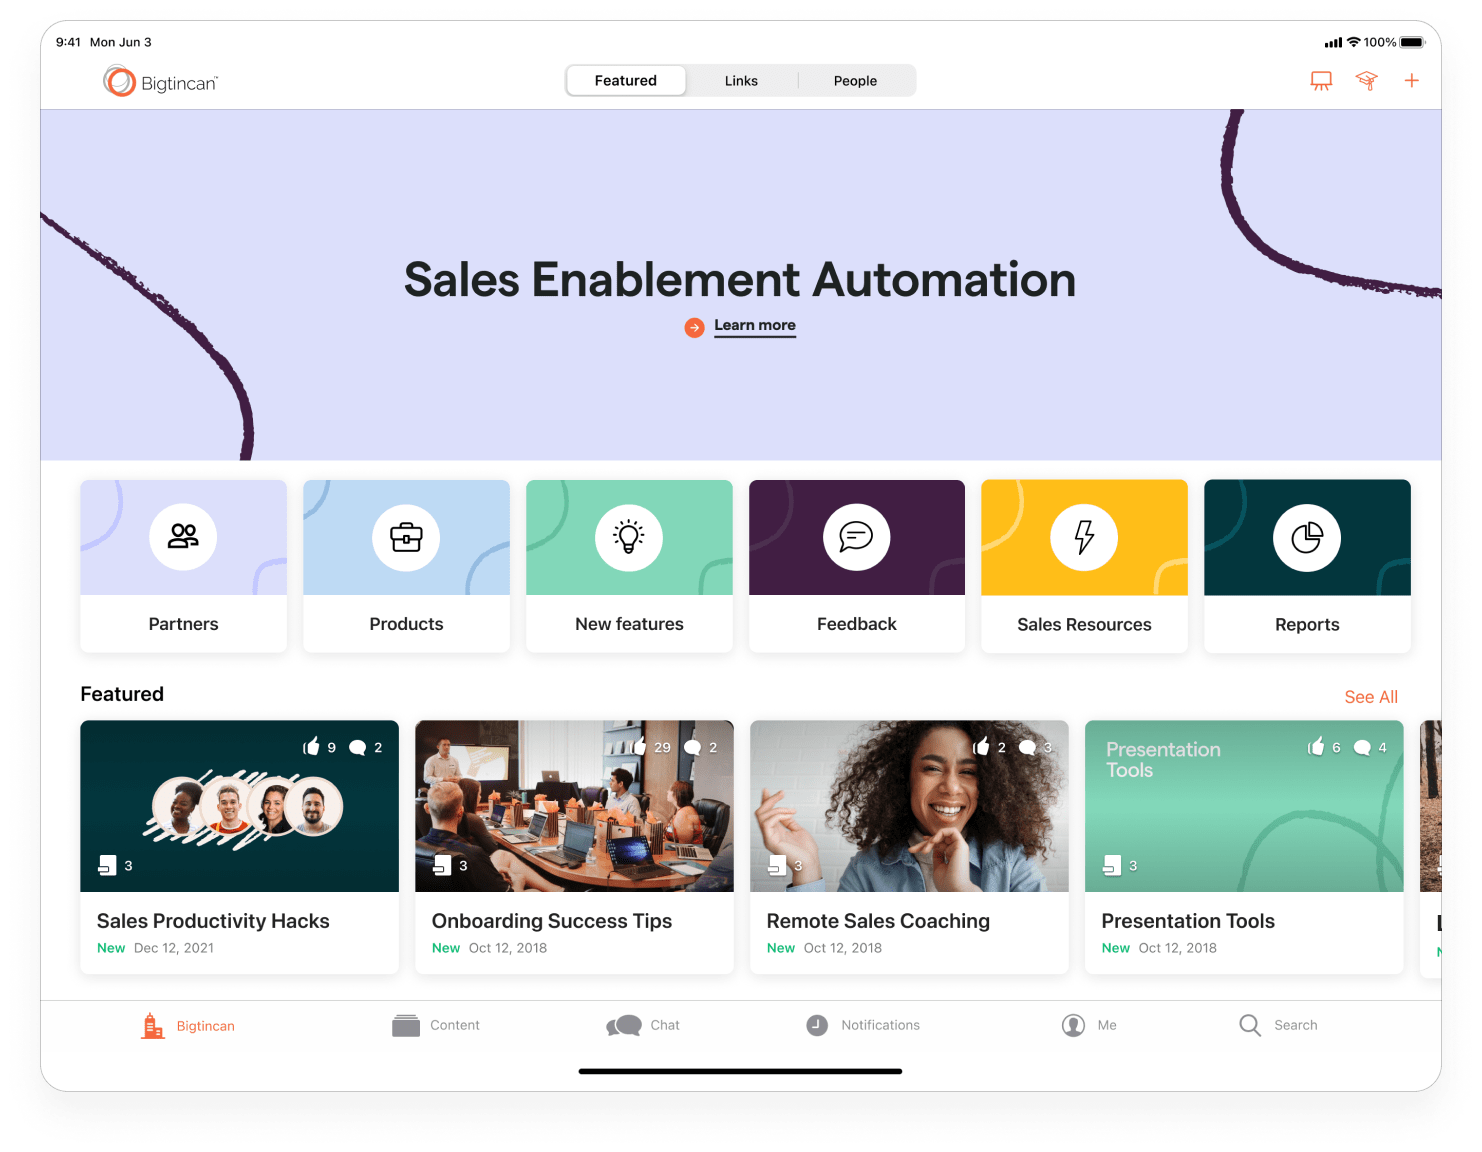 9:41 Mon Jun 3
100%
Bigtincan™
Featured
Links
People
Sales Enablement Automation
Learn more
Partners
Products
New features
Feedback
Sales Resources
Reports
Featured
See All
9 2
29 2
2 3
Presentation
Tools
6 4
3
3
3
3
Sales Productivity Hacks
New Dec 12, 2021
Onboarding Success Tips
New Oct 12, 2018
Remote Sales Coaching
New Oct 12, 2018
Presentation Tools
New Oct 12, 2018
Bigtincan
Content
Chat
Notifications
Me
Search